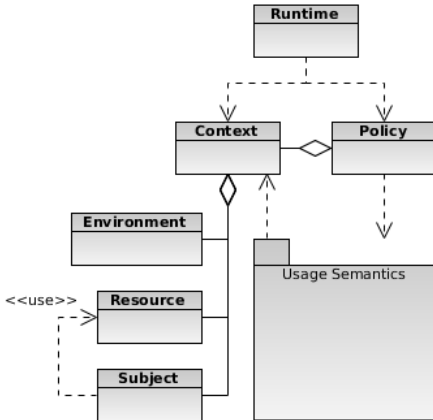 Runtime
Context
Policy
Environment
Usage Semantics
<<use>>
Resource
Subject